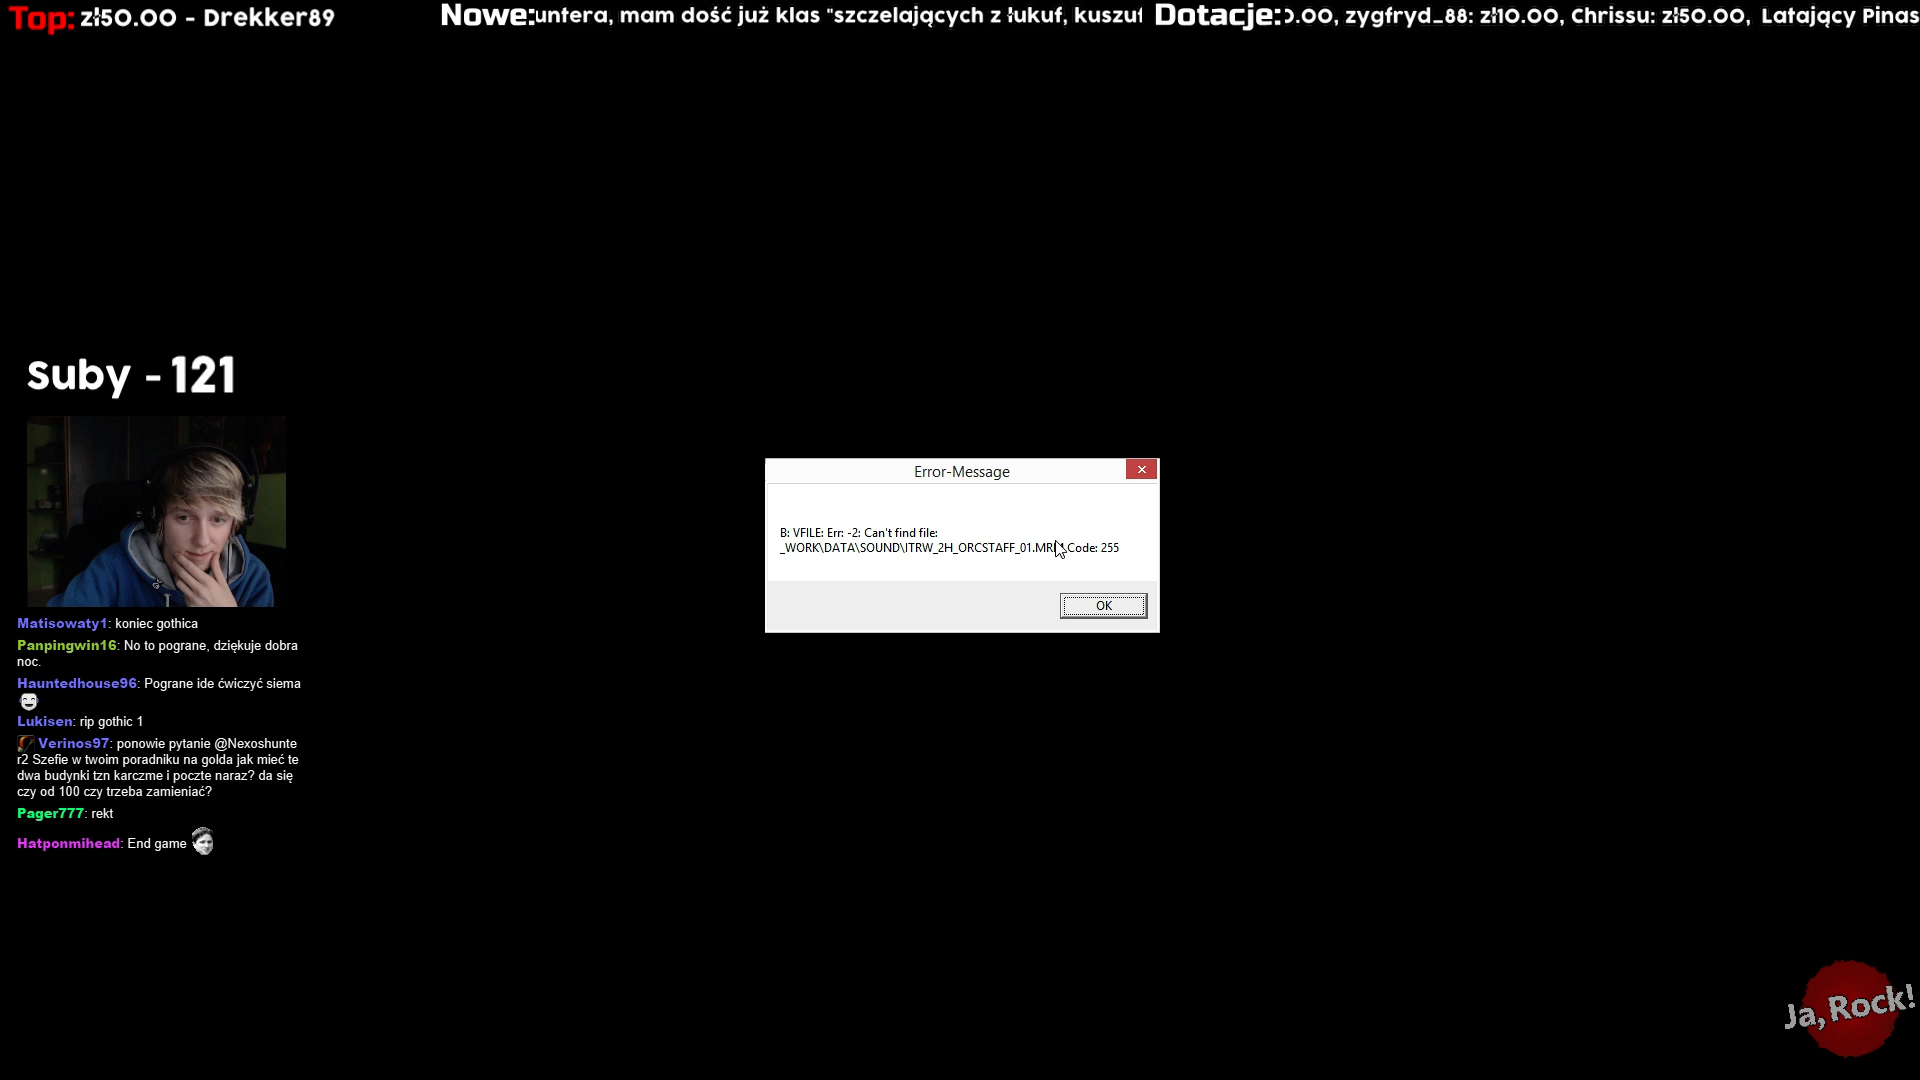 Top: zł50.00 - Drekker89
Nowe: untera, mam dość już klas "szczelających z łukuf, kuszuf
Dotacje: 0.00, zygfryd_88: zł10.00, Chrissu: zł50.00, Latający Pinas
Suby - 121
Error-Message
B: VFILE: Err: -2: Can't find file:
_WORK\DATA\SOUND\ITRW_2H_ORCSTAFF_01. Code: 255
OK
Matisowaty1: koniec gothica
Panpingwin16: No to pograne, dziękuje dobra
noc.
Hauntedhouse96: Pograne ide ćwiczyć siema
Lukisen: rip gothic 1
Verinos97: ponowie pytanie @Nexoshunte
r2 Szefie w twoim poradniku na golda jak mieć te
dwa budynki tzn karczme i poczte naraz? da się
czy od 100 czy trzeba zamieniać?
Pager777: rekt
Hatponmihead: End game
Ja, Rock!